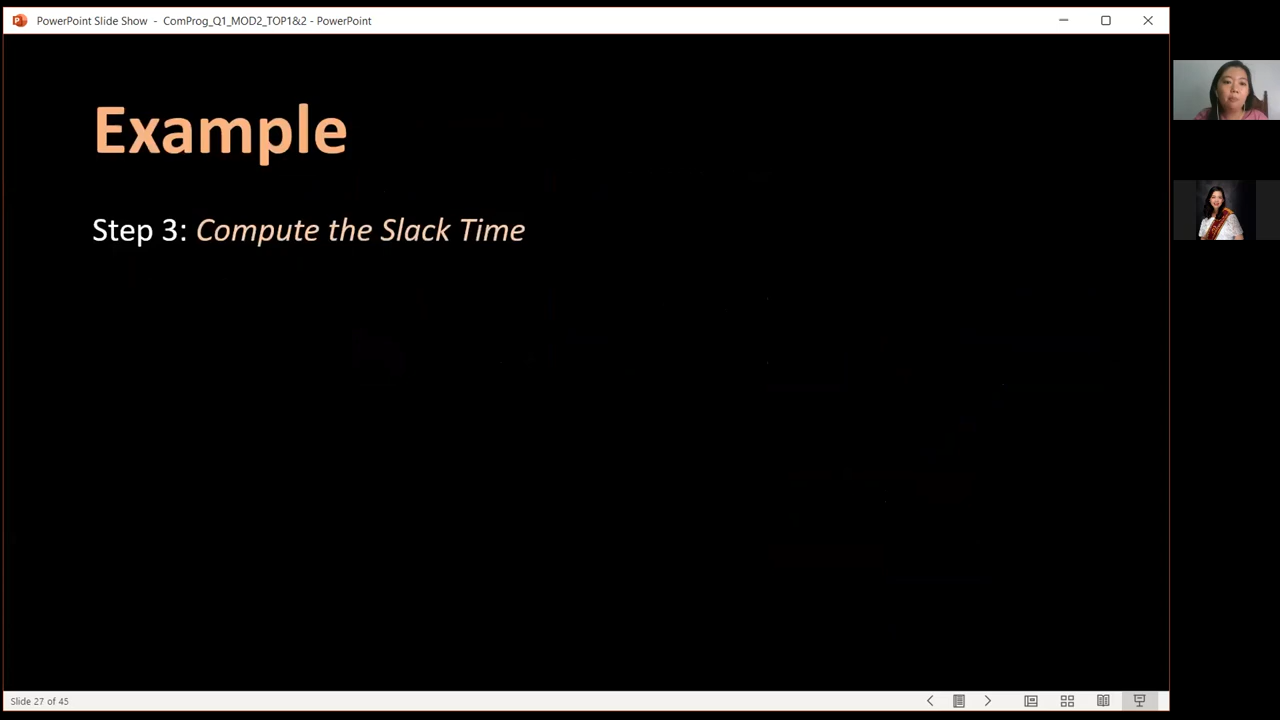 PowerPoint Slide Show - ComProg_Q1_MOD2_TOP1&2 - PowerPoint
Example
Step 3: Compute the Slack Time
Slide 27 of 45